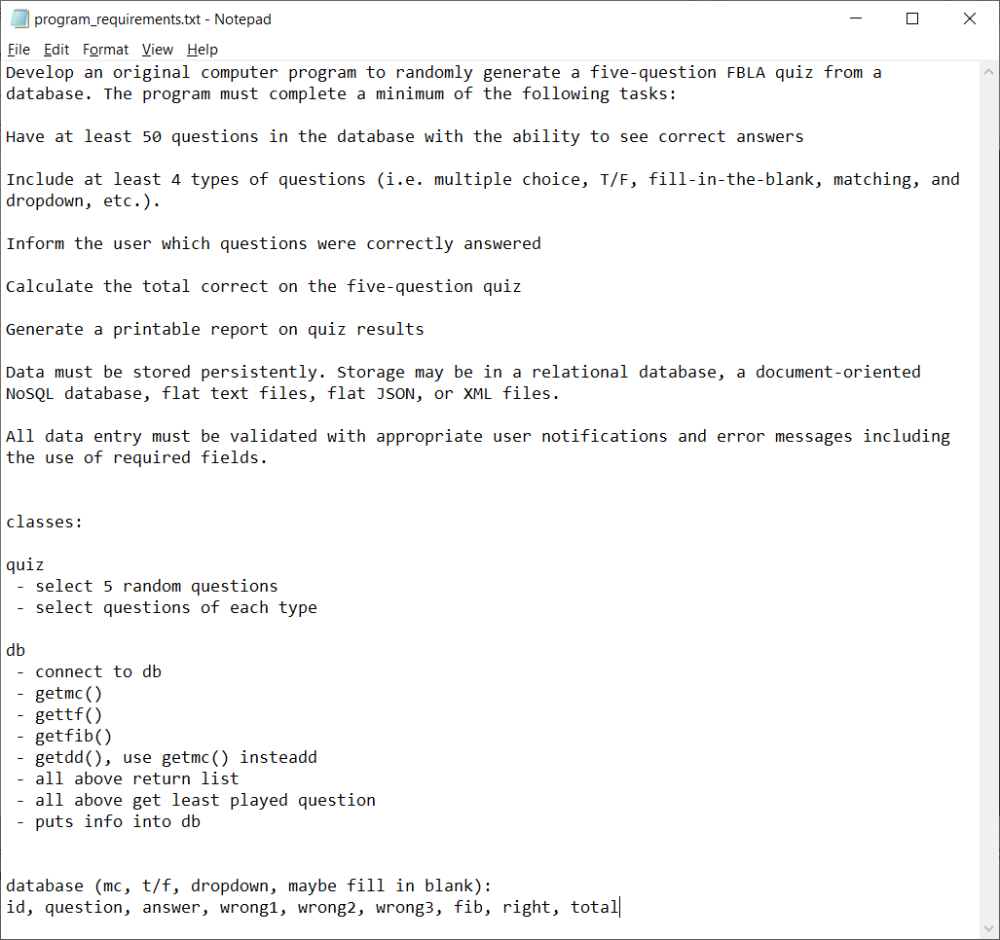 program_requirements.txt - Notepad
File Edit Format View Help
Develop an original computer program to randomly generate a five-question FBLA quiz from a
database. The program must complete a minimum of the following tasks:
Have at least 50 questions in the database with the ability to see correct answers
Include at least 4 types of questions (i.e. multiple choice, T/F, fill-in-the-blank, matching, and
dropdown, etc.).
Inform the user which questions were correctly answered
Calculate the total correct on the five-question quiz
Generate a printable report on quiz results
Data must be stored persistently. Storage may be in a relational database, a document-oriented
NoSQL database, flat text files, flat JSON, or XML files.
All data entry must be validated with appropriate user notifications and error messages including
the use of required fields.
classes:
quiz
- select 5 random questions
- select questions of each type
db
- connect to db
- getmc()
- gettf()
- getfib()
- getdd(), use getmc() insteadd
- all above return list
- all above get least played question
- puts info into db
database (mc, t/f, dropdown, maybe fill in blank):
id, question, answer, wrong1, wrong2, wrong3, fib, right, total